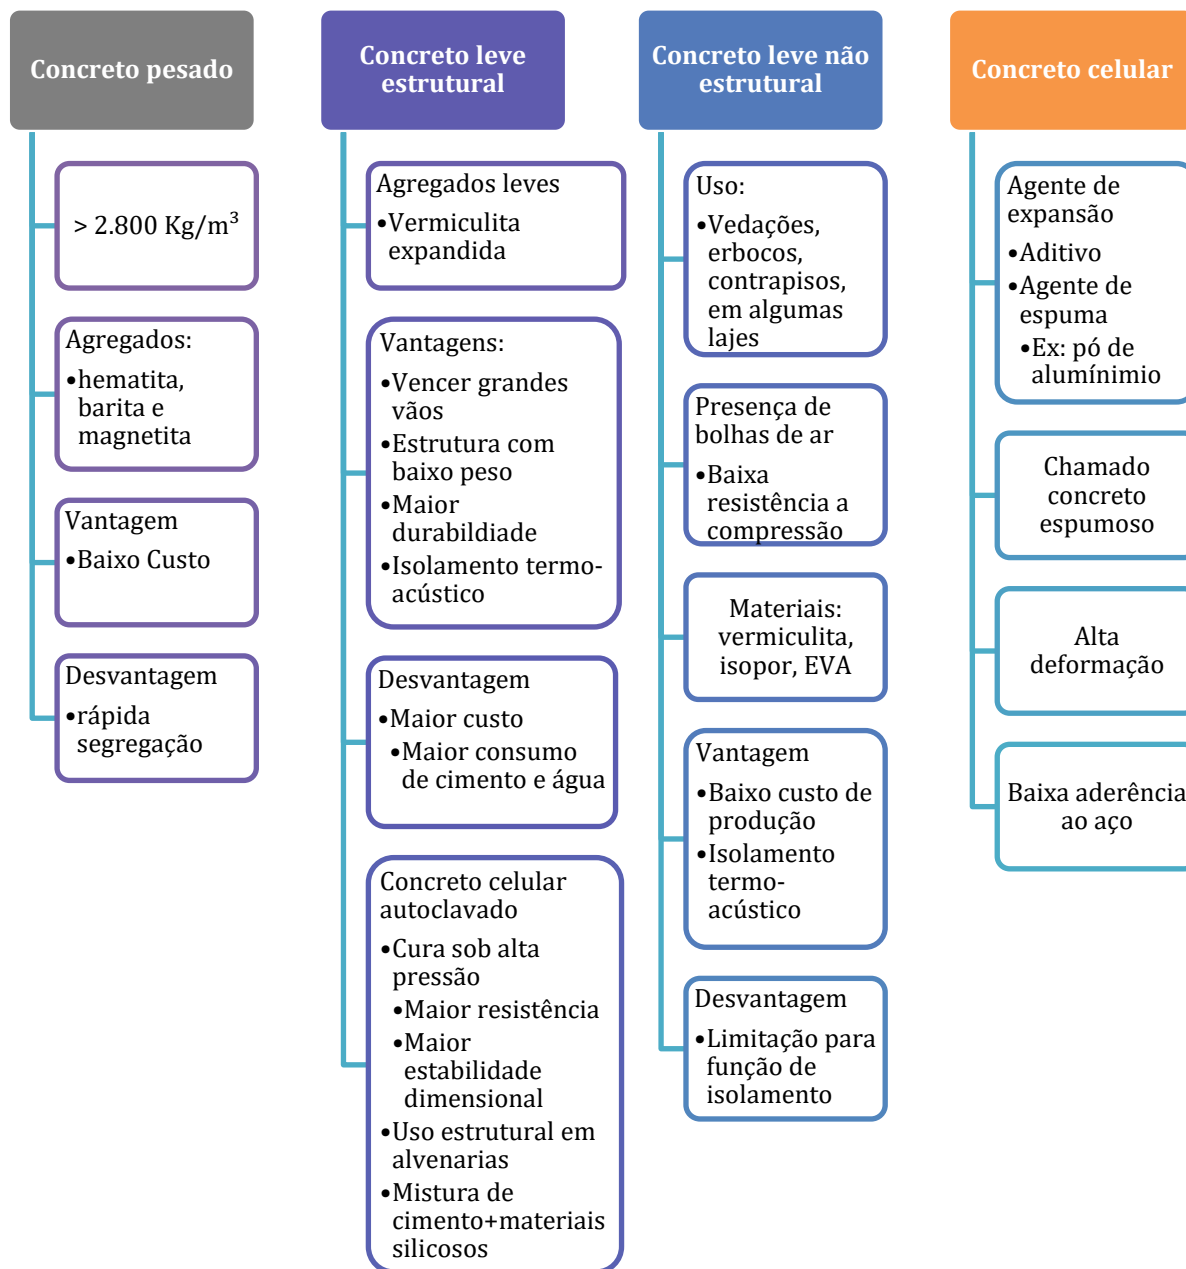 Concreto pesado
> 2.800 Kg/m³
Agregados:
•hematita,
barita e
magnetita
Vantagem
•Baixo Custo
Desvantagem
•rápida
segregação
Concreto leve
estrutural
Agregados leves
•Vermiculita
expandida
Vantagens:
•Vencer grandes
vãos
•Estrutura com
baixo peso
•Maior
durabildiade
•Isolamento termo-
acústico
Desvantagem
•Maior custo
•Maior consumo
de cimento e água
Concreto celular
autoclavado
•Cura sob alta
pressão
•Maior resistência
•Maior
estabilidade
dimensional
•Uso estrutural em
alvenarias
•Mistura de
cimento+materiais
silicosos
Concreto leve não
estrutural
Uso:
•Vedações,
erbocos,
contrapisos,
em algumas
lajes
Presença de
bolhas de ar
•Baixa
resistência a
compressão
Materiais:
vermiculita,
isopor, EVA
Vantagem
•Baixo custo de
produção
•Isolamento
termo-
acústico
Desvantagem
•Limitação para
função de
isolamento
Concreto celular
Agente de
expansão
•Aditivo
•Agente de
espuma
•Ex: pó de
alumínimio
Chamado
concreto
espumoso
Alta
deformação
Baixa aderência
ao aço